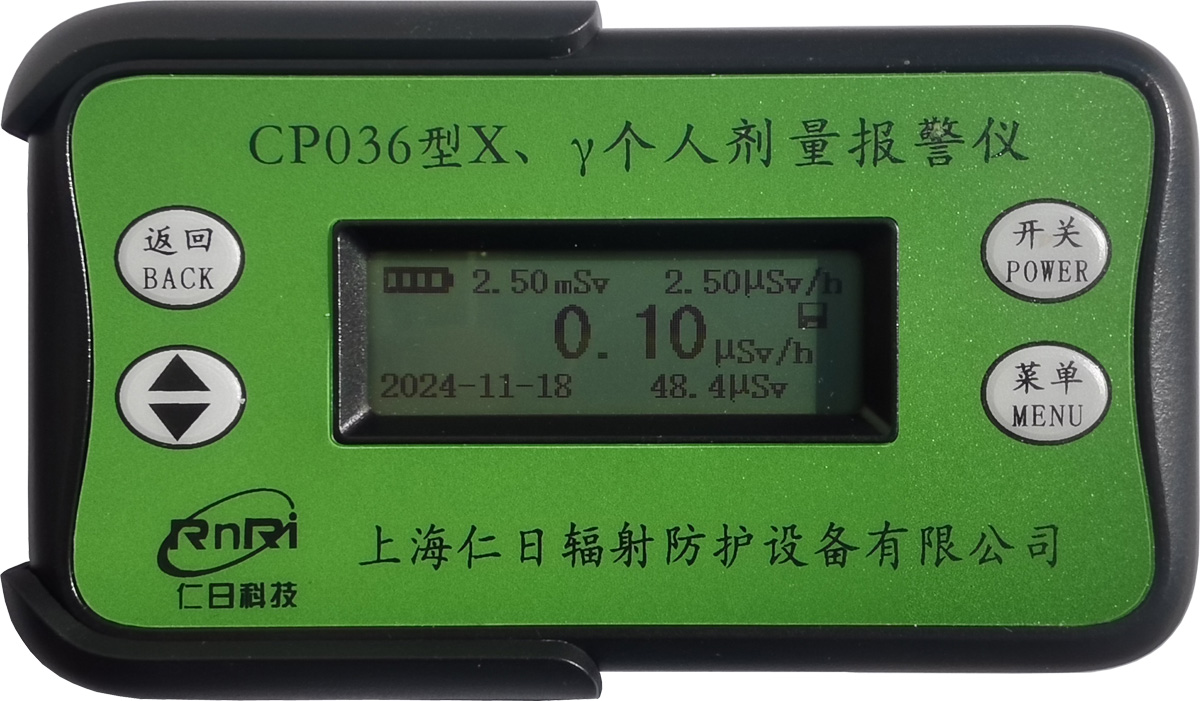 CP036型X、γ个人剂量报警仪
返回
BACK
开关
POWER
2.50mSv 2.50μSv/h
0.10μSv/h
2024-11-18 48.4μSv
菜单
MENU
RnRi
仁日科技
上海仁日辐射防护设备有限公司